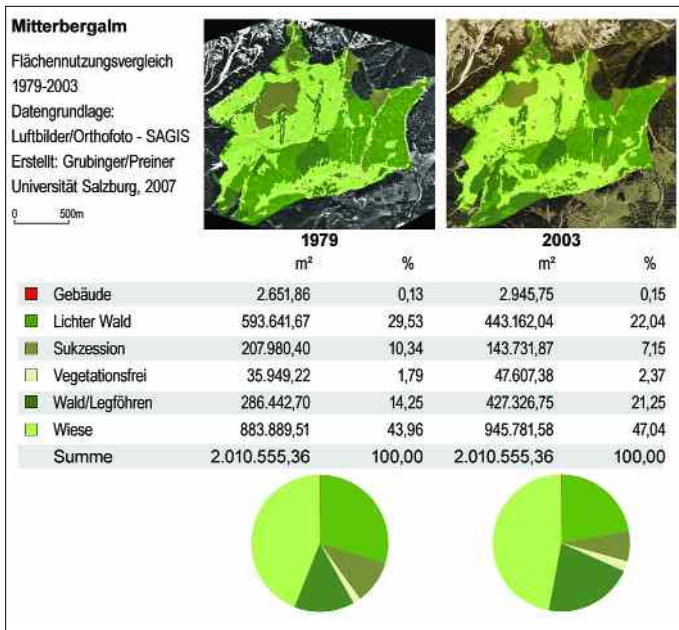 Mitterbergalm
Flächennutzungsvergleich
1979-2003
Datengrundlage:
Luftbilder/Orthofoto - SAGIS
Erstellt: Grubinger/Preiner
Universität Salzburg, 2007
0 500m
1979 2003
m² % m² %
Gebäude 2.651,86 0,13 2.945,75 0,15
Lichter Wald 593.641,67 29,53 443.162,04 22,04
Sukzession 207.980,40 10,34 143.731,87 7,15
Vegetationsfrei 35.949,22 1,79 47.607,38 2,37
Wald/Legföhren 286.442,70 14,25 427.326,75 21,25
Wiese 883.889,51 43,96 945.781,58 47,04
Summe 2.010.555,36 100,00 2.010.555,36 100,00